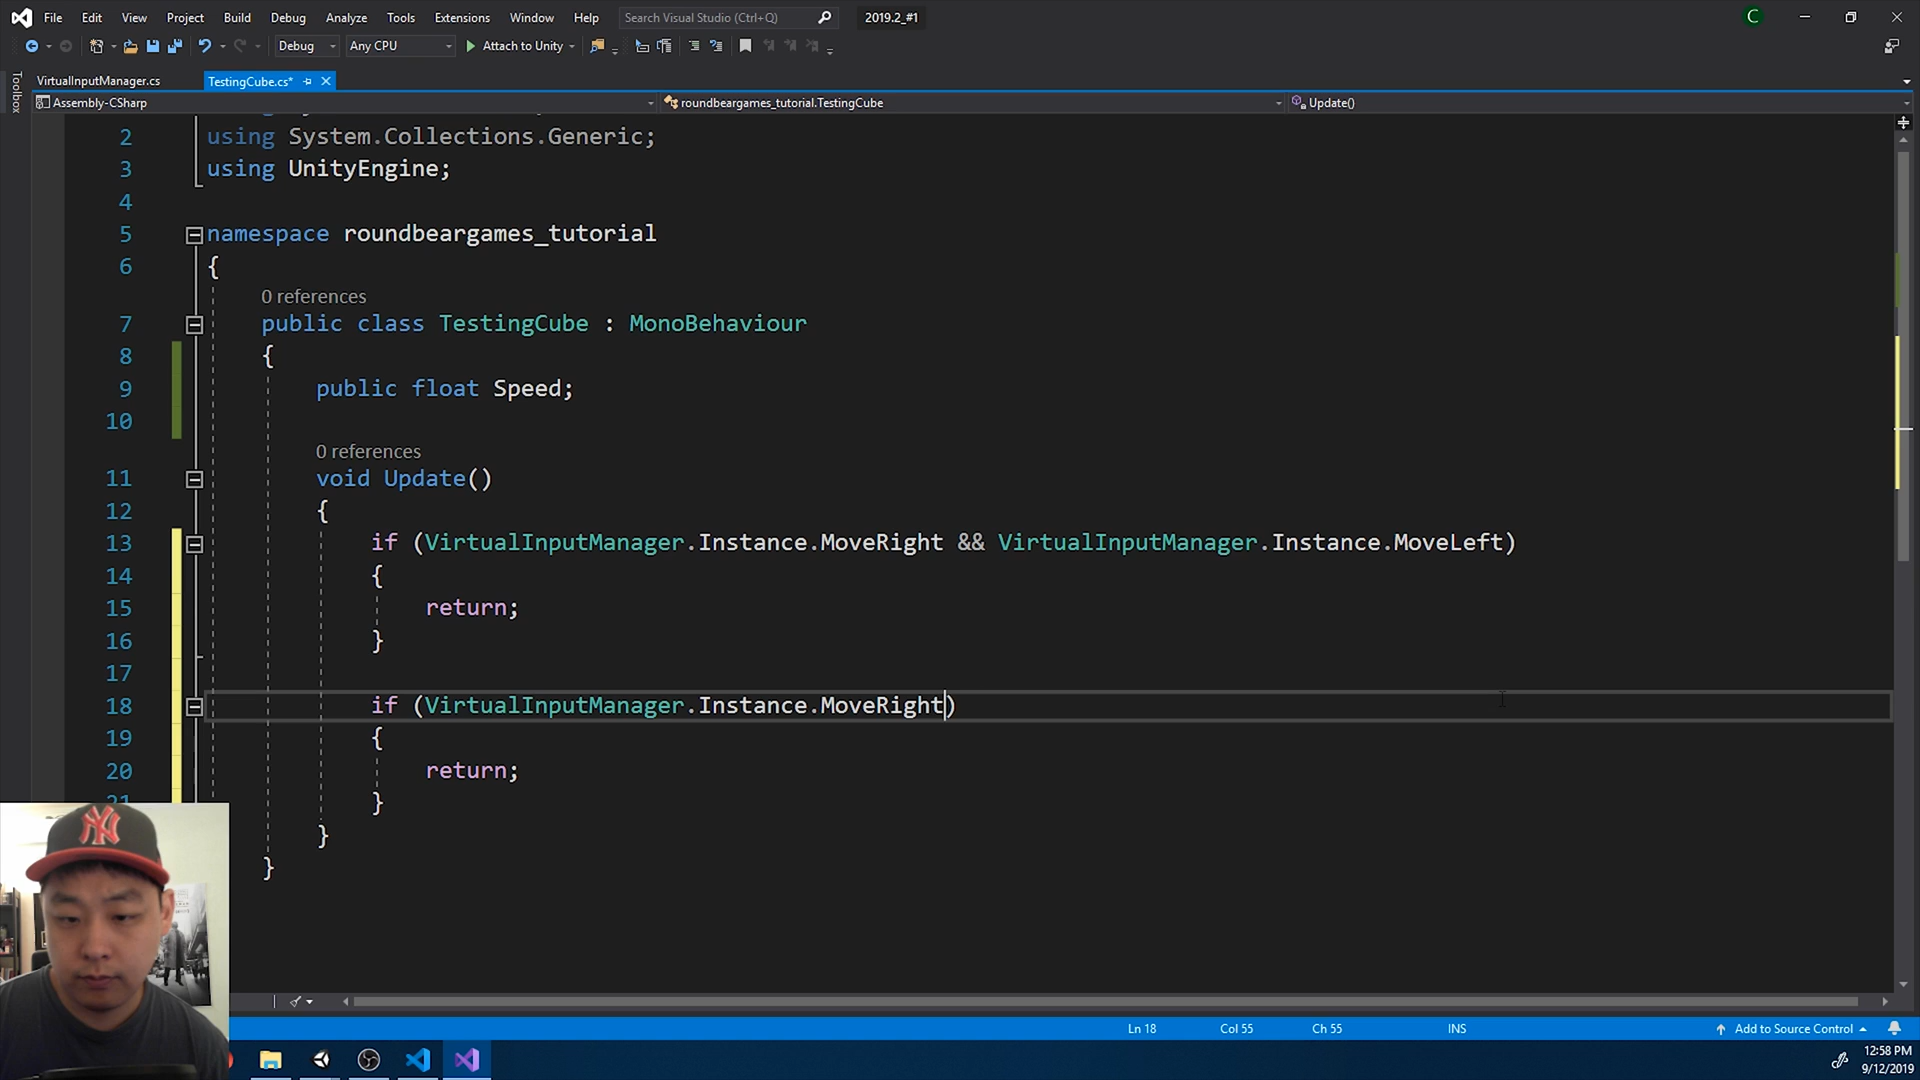 File Edit View Project Build Debug Analyze Tools Extensions Window Help Search Visual Studio (Ctrl+Q) 2019.2_#1 C
Debug Any CPU Attach to Unity
Toolbox
VirtualInputManager.cs TestingCube.cs*
Assembly-CSharp roundbeargames_tutorial.TestingCube Update()
2 using System.Collections.Generic;
3 using UnityEngine;
4
5 namespace roundbeargames_tutorial
6 {
0 references
7 public class TestingCube : MonoBehaviour
8 {
9 public float Speed;
10
0 references
11 void Update()
12 {
13 if (VirtualInputManager.Instance.MoveRight && VirtualInputManager.Instance.MoveLeft)
14 {
15 return;
16 }
17
18 if (VirtualInputManager.Instance.MoveRight)
19 {
20 return;
21 }
}
}
Ln 18 Col 55 Ch 55 INS Add to Source Control
12:58 PM
9/12/2019